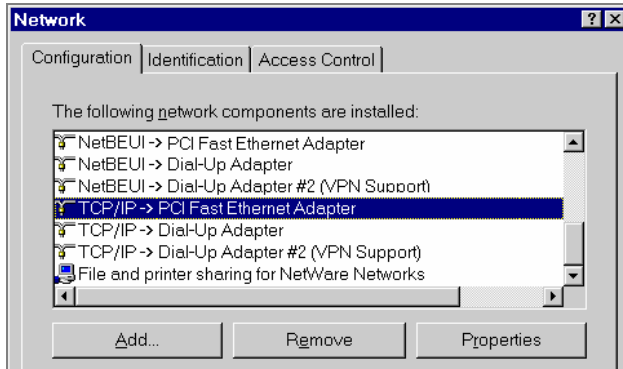 Network
Configuration Identification Access Control
The following network components are installed:
NetBEUI -> PCI Fast Ethernet Adapter
NetBEUI -> Dial-Up Adapter
NetBEUI -> Dial-Up Adapter #2 (VPN Support)
TCP/IP -> PCI Fast Ethernet Adapter
TCP/IP -> Dial-Up Adapter
TCP/IP -> Dial-Up Adapter #2 (VPN Support)
File and printer sharing for NetWare Networks
Add... Remove Properties